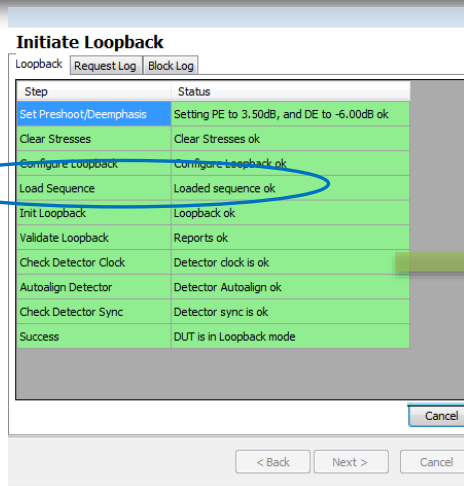 Initiate Loopback
Loopback Request Log Block Log
Step Status
Set Preshoot/Deemphasis Setting PE to 3.50dB, and DE to -6.00dB ok
Clear Stresses Clear Stresses ok
Configure Loopback Configure Loopback ok
Load Sequence Loaded sequence ok
Init Loopback Loopback ok
Validate Loopback Reports ok
Check Detector Clock Detector clock is ok
Autoalign Detector Detector Autoalign ok
Check Detector Sync Detector sync is ok
Success DUT is in Loopback mode
Cancel
< Back Next > Cancel